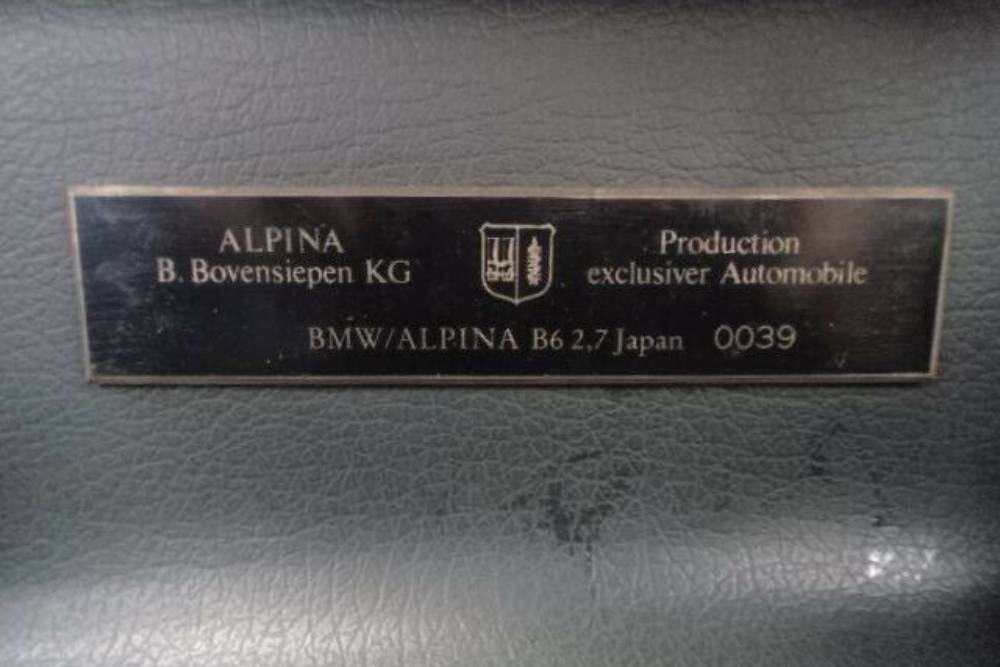 ALPINA
B. Bovensiepen KG
Production
exclusiver Automobile
BMW/ALPINA B6 2,7 Japan 0039